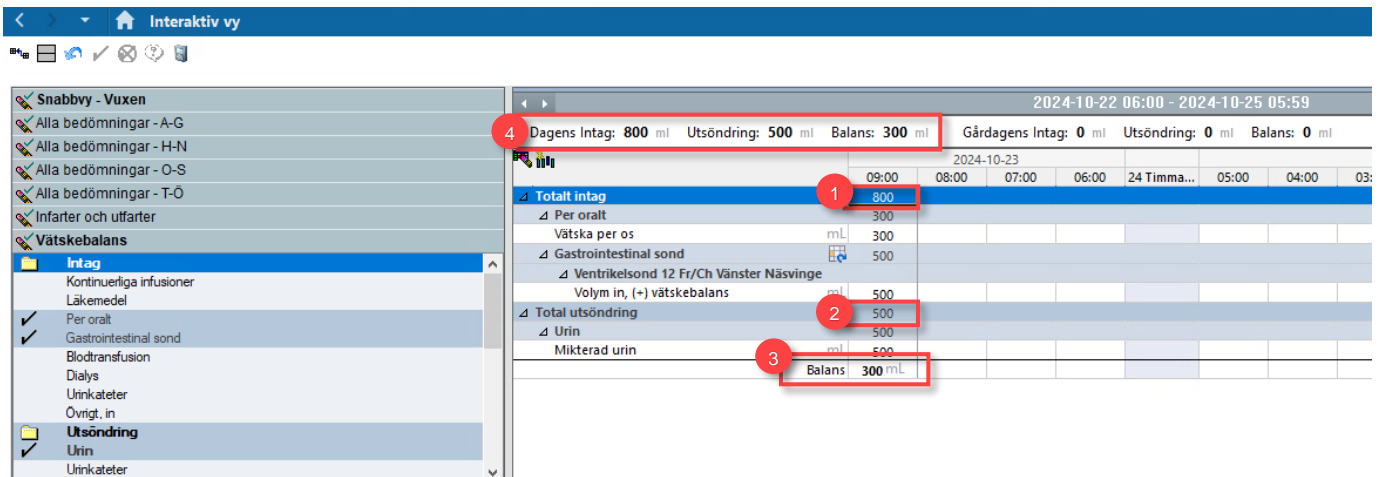 Interaktiv vy
Snabbvy - Vuxen
Alla bedömningar - A-G
Alla bedömningar - H-N
Alla bedömningar - O-S
Alla bedömningar - T-Ö
Infarter och utfarter
Vätskebalans
Intag
Kontinuerliga infusioner
Läkemedel
Per oralt
Gastrointestinal sond
Blodtransfusion
Dialys
Urinkateter
Övrigt, in
Utsöndring
Urin
Urinkateter
2024-10-22 06:00 - 2024-10-25 05:59
4 Dagens Intag: 800 ml Utsöndring: 500 ml Balans: 300 ml Gårdagens Intag: 0 ml Utsöndring: 0 ml Balans: 0 ml
2024-10-23
09:00 08:00 07:00 06:00 24 Timma... 05:00 04:00 03:
Totalt intag 1 800
Per oralt 300
Vätska per os mL 300
Gastrointestinal sond 500
Ventrikelsond 12 Fr/Ch Vänster Näsvinge
Volym in, (+) vätskebalans mL 500
Total utsöndring 2 500
Urin 500
Mikterad urin mL 500
3 Balans 300 mL